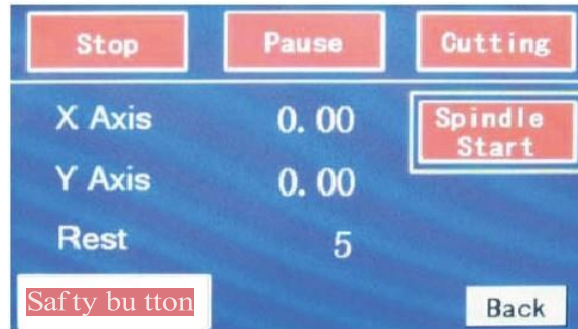 Stop Pause Cutting
X Axis 0.00 Spindle
Start
Y Axis 0.00
Rest 5
Safty bu tton Back